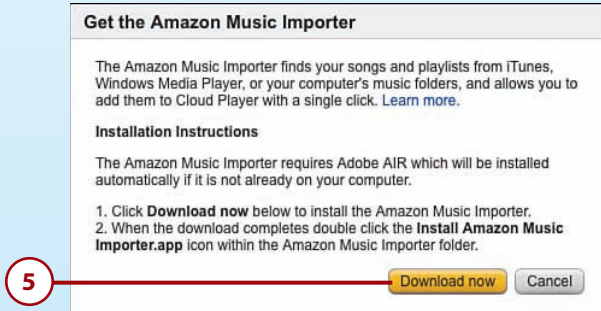 Get the Amazon Music Importer
The Amazon Music Importer finds your songs and playlists from iTunes,
Windows Media Player, or your computer's music folders, and allows you to
add them to Cloud Player with a single click. Learn more.
Installation Instructions
The Amazon Music Importer requires Adobe AIR which will be installed
automatically if it is not already on your computer.
1. Click Download now below to install the Amazon Music Importer.
2. When the download completes double click the Install Amazon Music
Importer.app icon within the Amazon Music Importer folder.
5
Download now Cancel